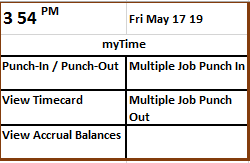 3 54 PM Fri May 17 19
myTime
Punch-In / Punch-Out Multiple Job Punch In
View Timecard Multiple Job Punch
Out
View Accrual Balances